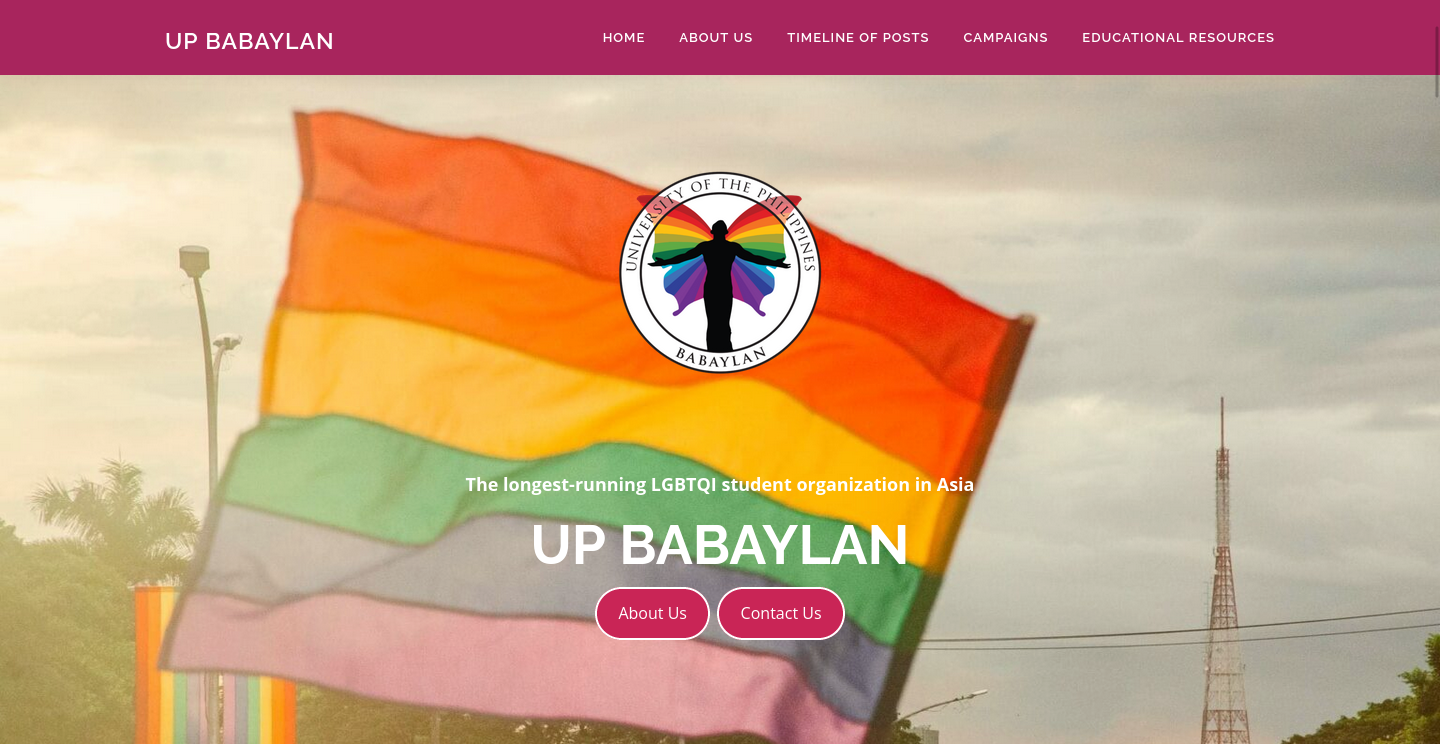 UP BABAYLAN
HOME ABOUT US TIMELINE OF POSTS CAMPAIGNS EDUCATIONAL RESOURCES
UNIVERSITY OF THE PHILIPPINES
BABAYLAN
The longest-running LGBTQI student organization in Asia
UP BABAYLAN
About Us Contact Us